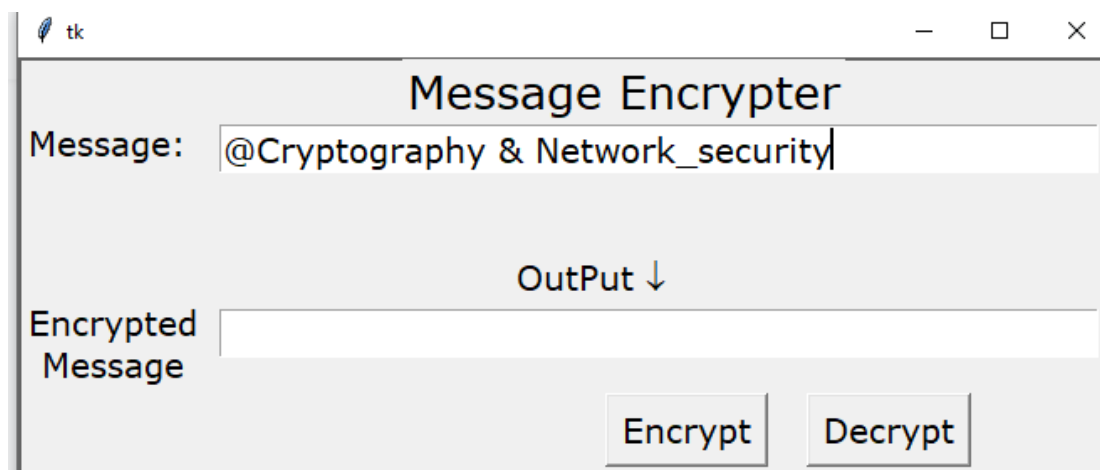 tk
Message Encrypter
Message: @Cryptography & Network_security
OutPut ↓
Encrypted
Message
Encrypt Decrypt